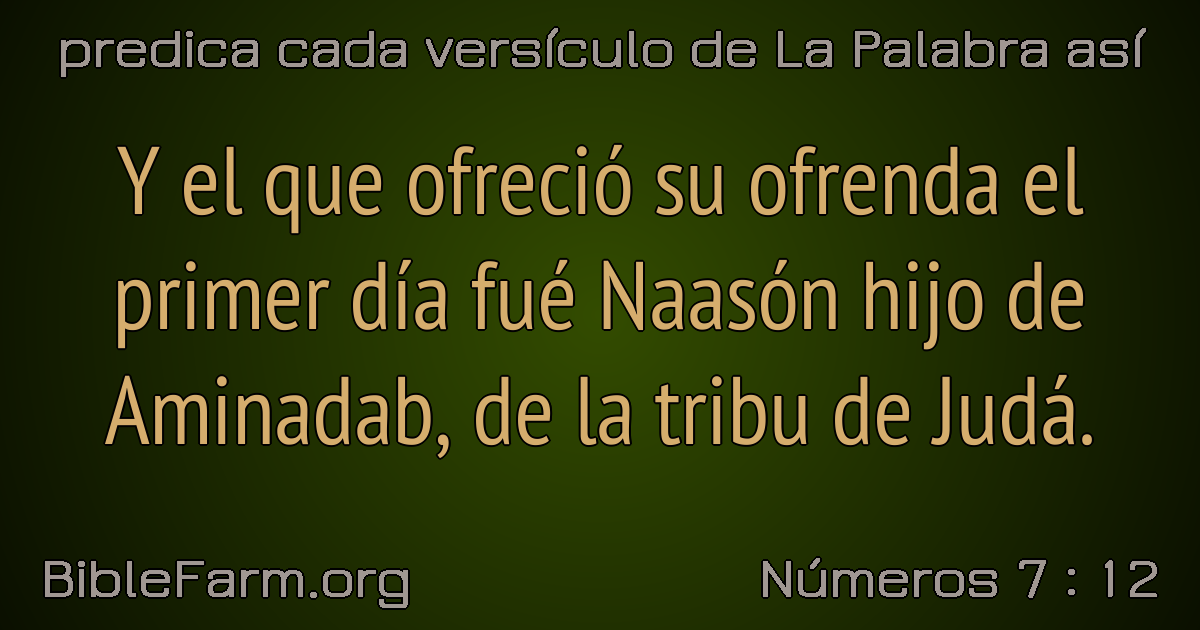 predica cada versículo de La Palabra así
Y el que ofreció su ofrenda el
primer día fué Naasón hijo de
Aminadab, de la tribu de Judá.
BibleFarm.org
Números 7 : 12